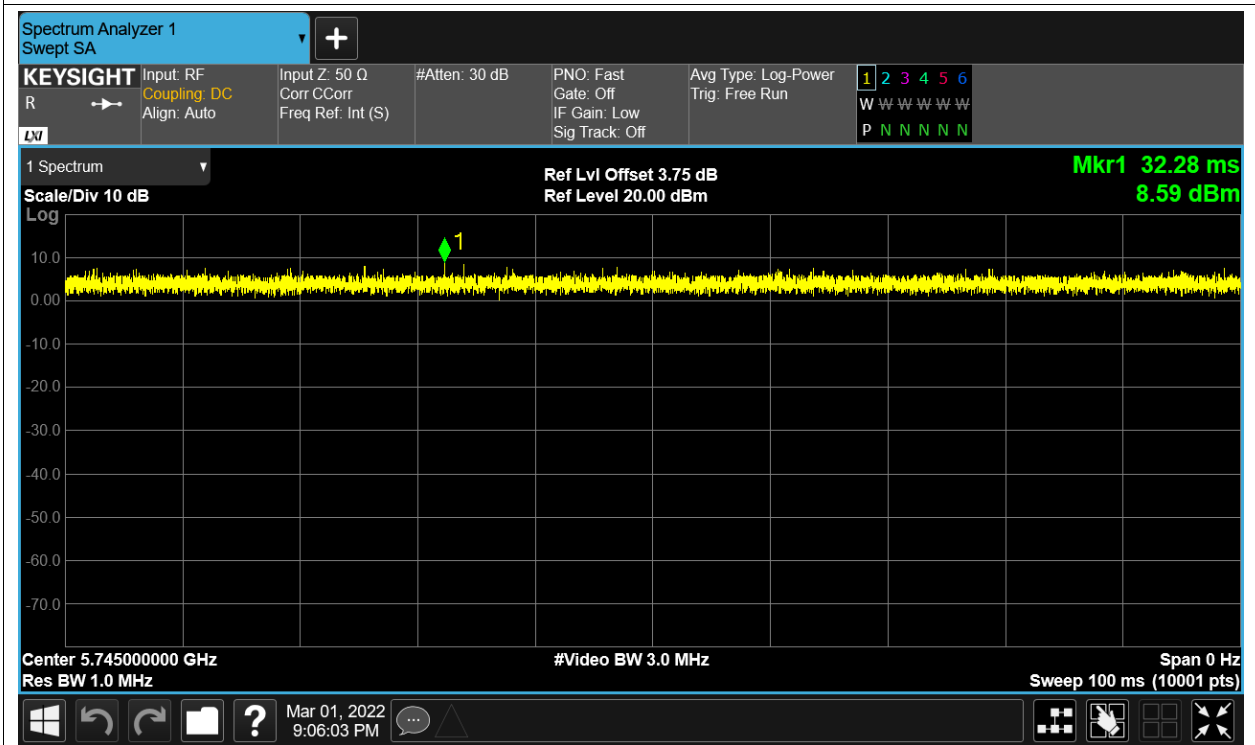 Spectrum Analyzer 1
Swept SA
KEYSIGHT
R
LXI
Input: RF
Coupling: DC
Align: Auto
Input Z: 50 Ω
Corr CCorr
Freq Ref: Int (S)
#Atten: 30 dB
PNO: Fast
Gate: Off
IF Gain: Low
Sig Track: Off
Avg Type: Log-Power
Trig: Free Run
1 2 3 4 5 6
W W W W W W
P N N N N N
1 Spectrum
Scale/Div 10 dB
Ref Lvl Offset 3.75 dB
Ref Level 20.00 dBm
Mkr1 32.28 ms
8.59 dBm
Log
1
10.0
0.00
-10.0
-20.0
-30.0
-40.0
-50.0
-60.0
-70.0
Center 5.745000000 GHz
#Video BW 3.0 MHz
Span 0 Hz
Res BW 1.0 MHz
Sweep 100 ms (10001 pts)
?
Mar 01, 2022
9:06:03 PM